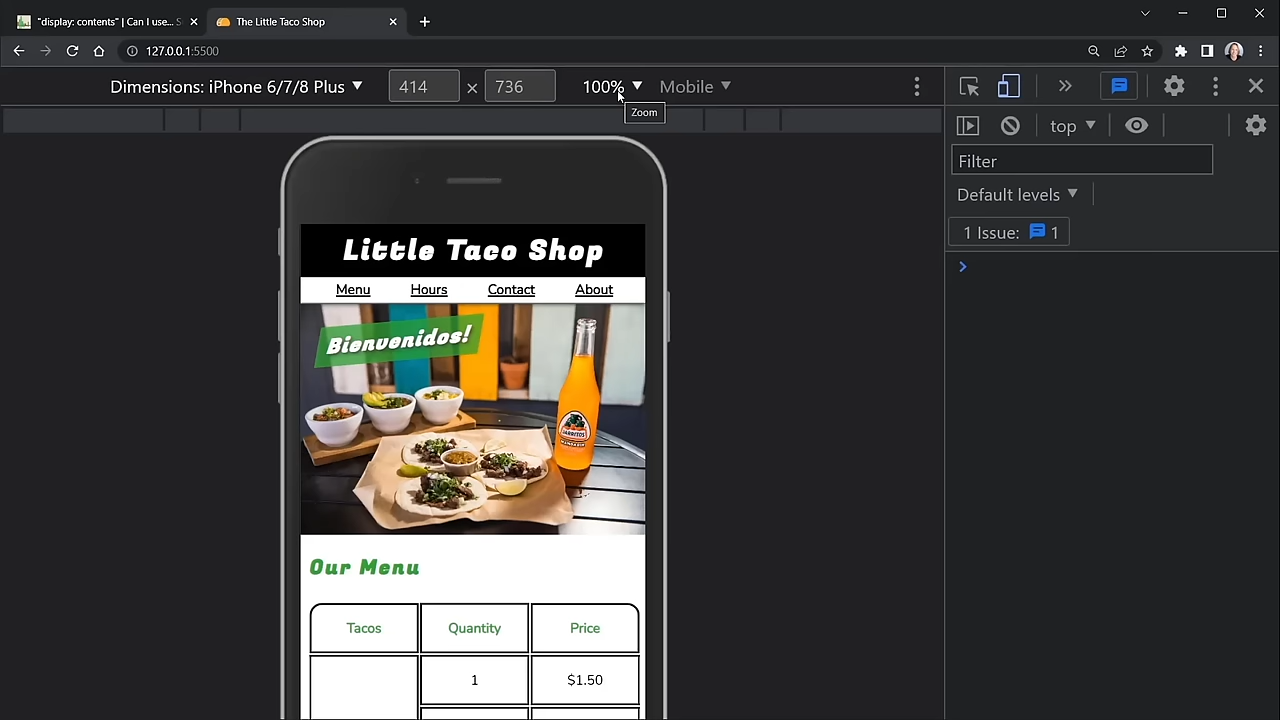 "display: contents" | Can I use... S
The Little Taco Shop
127.0.0.1:5500
Dimensions: iPhone 6/7/8 Plus
414 × 736
100%
Mobile
Zoom
top
Filter
Default levels
1 Issue: 1
Little Taco Shop
Menu Hours Contact About
Bienvenidos!
JARRITOS
MANDARIN
Our Menu
Tacos Quantity Price
1 $1.50